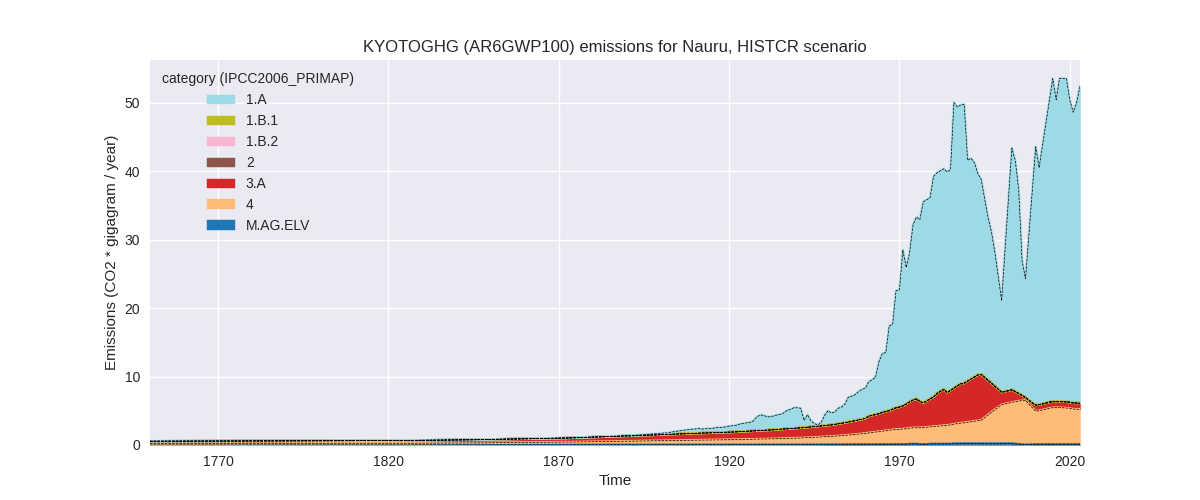 KYOTOGHG (AR6GWP100) emissions for Nauru, HISTCR scenario
category (IPCC2006_PRIMAP)
1.A
1.B.1
1.B.2
2
3.A
4
M.AG.ELV
Emissions (CO2 * gigagram / year)
50
40
30
20
10
0
1770
1820
1870
1920
1970
2020
Time